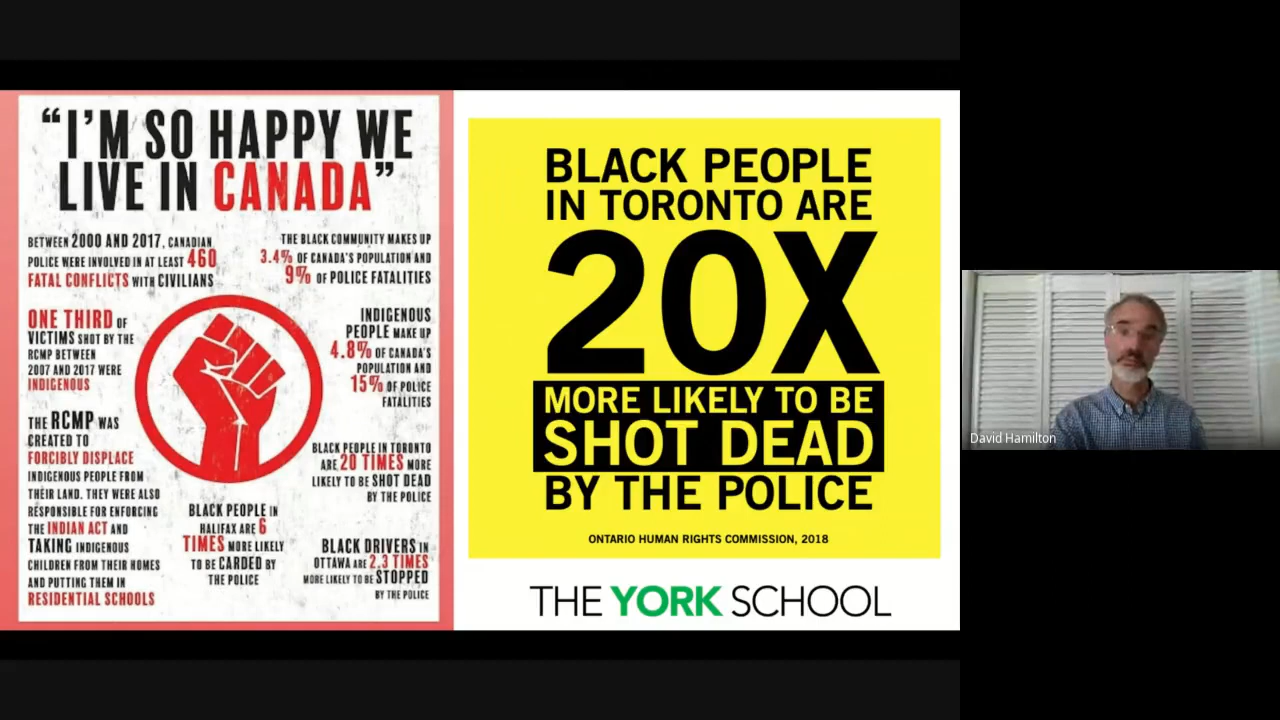 “I’M SO HAPPY WE
LIVE IN CANADA”
BETWEEN 2000 AND 2017, CANADIAN
POLICE WERE INVOLVED IN AT LEAST 460
FATAL CONFLICTS WITH CIVILIANS
THE BLACK COMMUNITY MAKES UP
3.4% OF CANADA'S POPULATION AND
9% OF POLICE FATALITIES
ONE THIRD OF
VICTIMS SHOT BY THE
RCMP BETWEEN
2007 AND 2017 WERE
INDIGENOUS
INDIGENOUS
PEOPLE MAKE UP
4.8% OF CANADA'S
POPULATION AND
15% OF POLICE
FATALITIES
THE RCMP WAS
CREATED TO
FORCIBLY DISPLACE
INDIGENOUS PEOPLE FROM
THEIR LAND. THEY WERE ALSO
RESPONSIBLE FOR ENFORCING
THE INDIAN ACT AND
TAKING INDIGENOUS
CHILDREN FROM THEIR HOMES
AND PUTTING THEM IN
RESIDENTIAL SCHOOLS
BLACK PEOPLE IN TORONTO
ARE 20 TIMES MORE
LIKELY TO BE SHOT DEAD
BY THE POLICE
BLACK PEOPLE IN
HALIFAX ARE 6
TIMES MORE LIKELY
TO BE CARDED BY
THE POLICE
BLACK DRIVERS IN
OTTAWA ARE 2.3 TIMES
MORE LIKELY TO BE STOPPED
BY THE POLICE
BLACK PEOPLE
IN TORONTO ARE
20X
MORE LIKELY TO BE
SHOT DEAD
BY THE POLICE
ONTARIO HUMAN RIGHTS COMMISSION, 2018
THE YORK SCHOOL
David Hamilton